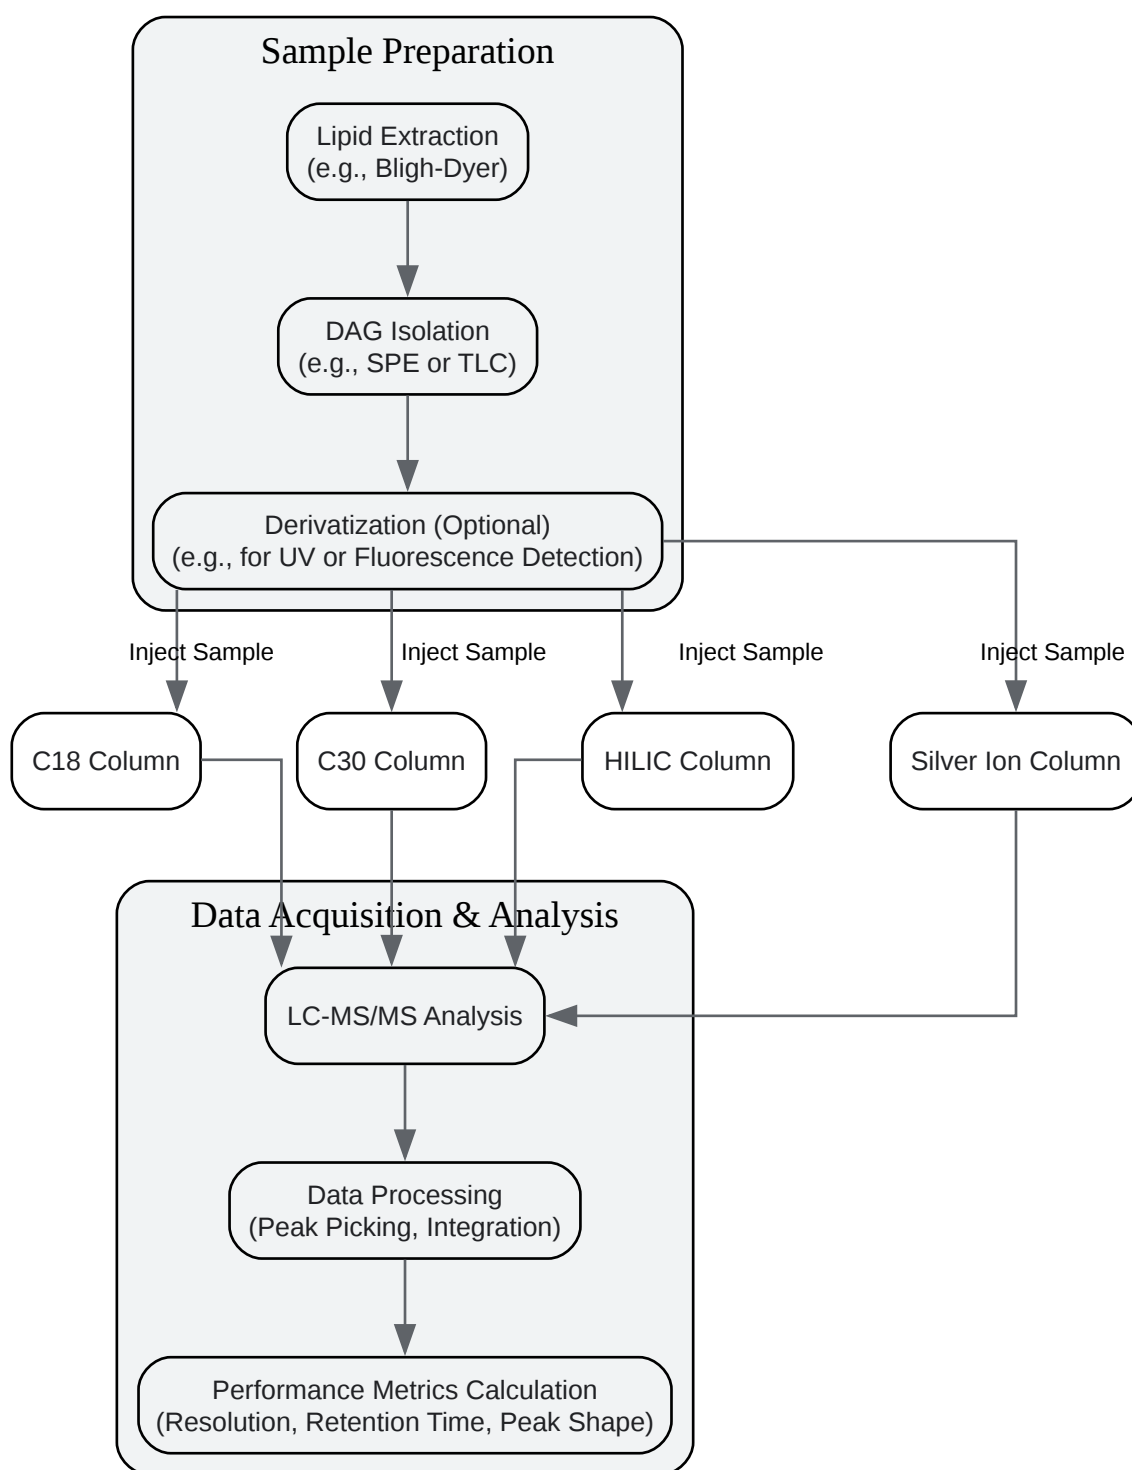 Sample Preparation
Lipid Extraction
(e.g., Bligh-Dyer)
DAG Isolation
(e.g., SPE or TLC)
Derivatization (Optional)
(e.g., for UV or Fluorescence Detection)
Inject Sample
Inject Sample
Inject Sample
Inject Sample
C18 Column
C30 Column
HILIC Column
Silver Ion Column
Data Acquisition & Analysis
LC-MS/MS Analysis
Data Processing
(Peak Picking, Integration)
Performance Metrics Calculation
(Resolution, Retention Time, Peak Shape)